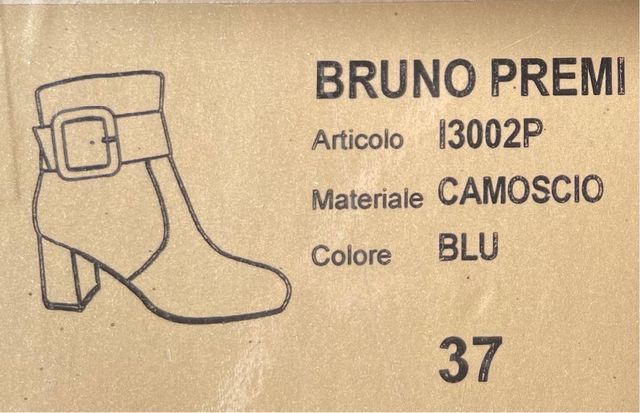 BRUNO PREMI
Articolo I3002P
Materiale CAMOSCIO
Colore BLU
37